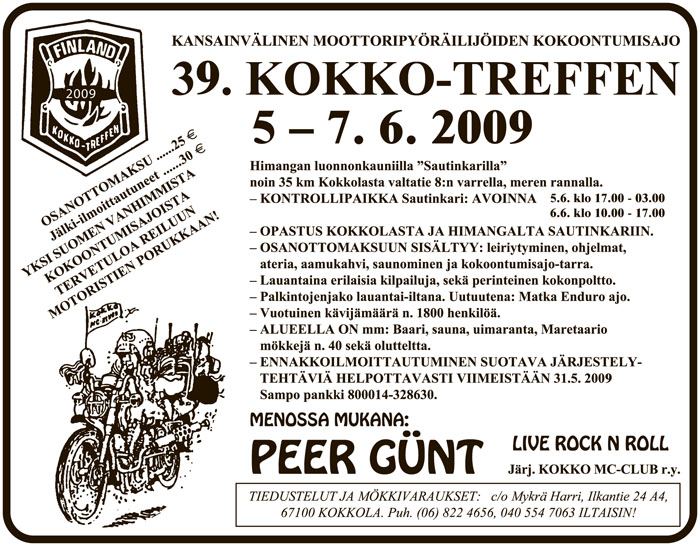 FINLAND
2009
KOKKO-TREFFEN
KANSAINVÄLINEN MOOTTORIPYÖRÄILIJÖIDEN KOKOONTUMISAJO
39. KOKKO-TREFFEN
5 – 7. 6. 2009
OSANOTTOMAKSU ......25 €
Jälki-ilmoittautuneet ......30 €
YKSI SUOMEN VANHIMMISTA
KOKOONTUMISAJOISTA
TERVETULOA REILUUN
MOTORISTIEN PORUKKAAN!
Himangan luonnonkauniilla ”Sautinkarilla”
noin 35 km Kokkolasta valtatie 8:n varrella, meren rannalla.
– KONTROLLIPAIKKA Sautinkari: AVOINNA 5.6. klo 17.00 - 03.00
6.6. klo 10.00 - 17.00
– OPASTUS KOKKOLASTA JA HIMANGALTA SAUTINKARIIN.
– OSANOTTOMAKSUUN SISÄLTYY: leiriytyminen, ohjelmat,
ateria, aamukahvi, saunominen ja kokoontumisajo-tarra.
– Lauantaina erilaisia kilpailuja, sekä perinteinen kokonpoltto.
– Palkintojenjako lauantai-iltana. Uutuutena: Matka Enduro ajo.
– Vuotuinen kävijämäärä n. 1800 henkilöä.
– ALUEELLA ON mm: Baari, sauna, uimaranta, Maretaario
mökkejä n. 40 sekä olutteltta.
– ENNAKKOILMOITTAUTUMINEN SUOTAVA JÄRJESTELY-
TEHTÄVIÄ HELPOTTAVASTI VIIMEISTÄÄN 31.5. 2009
Sampo pankki 800014-328630.
KOKKO
MC-CLUB
MENOSSA MUKANA:
PEER GÜNT
LIVE ROCK N ROLL
Järj. KOKKO MC-CLUB r.y.
TIEDUSTELUT JA MÖKKIVARAUKSET: c/o Mykrä Harri, Ilkantie 24 A4,
67100 KOKKOLA. Puh. (06) 822 4656, 040 554 7063 ILTAISIN!